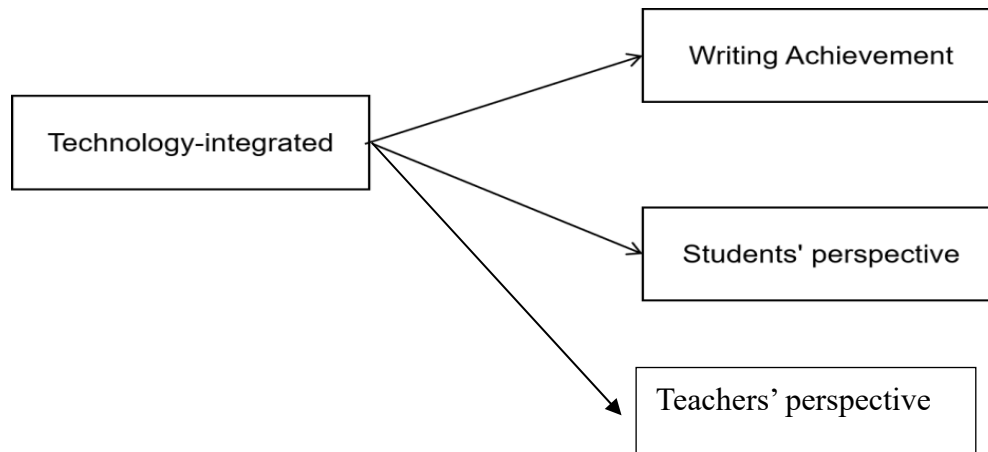 Writing Achievement
Technology-integrated
Students' perspective
Teachers’ perspective